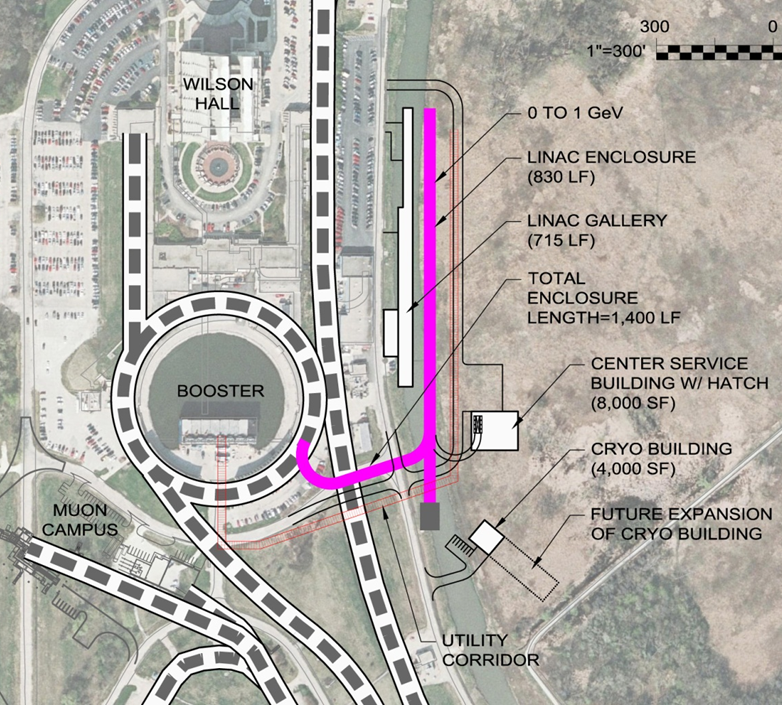 300 0
1"=300'
WILSON
HALL
0 TO 1 GeV
LINAC ENCLOSURE
(830 LF)
LINAC GALLERY
(715 LF)
TOTAL
ENCLOSURE
LENGTH=1,400 LF
CENTER SERVICE
BUILDING W/ HATCH
(8,000 SF)
BOOSTER
CRYO BUILDING
(4,000 SF)
MUON
CAMPUS
FUTURE EXPANSION
OF CRYO BUILDING
UTILITY
CORRIDOR